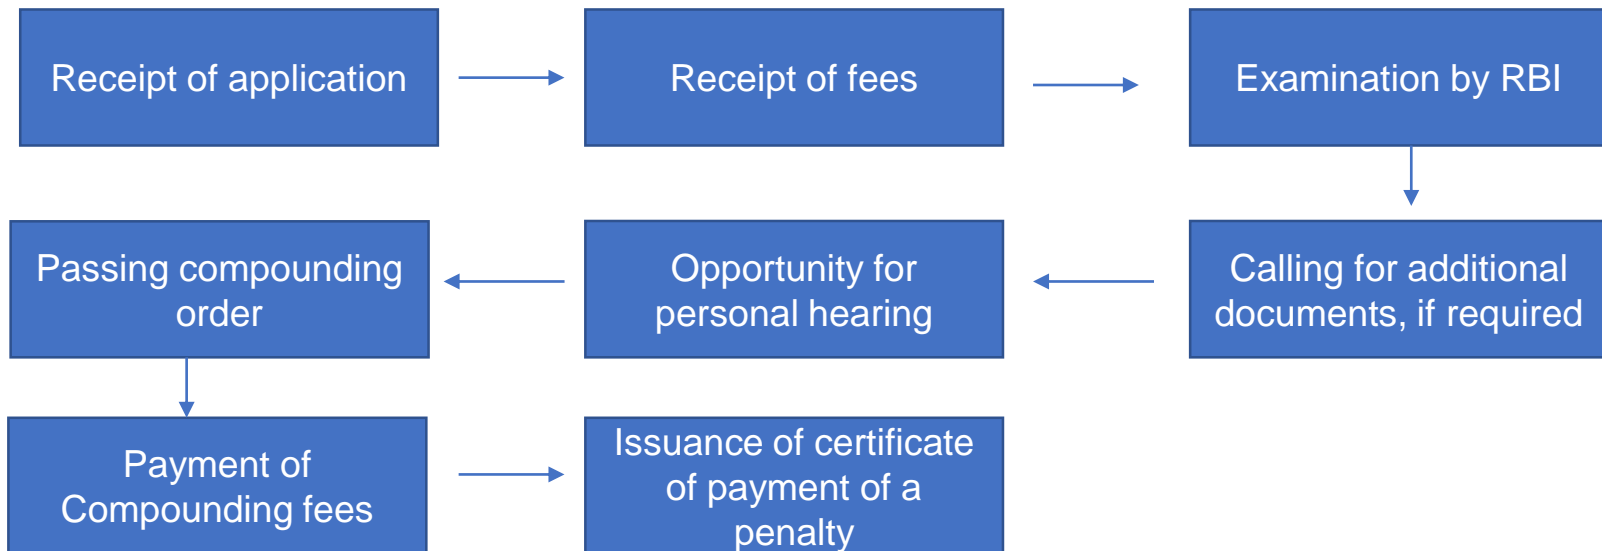 Receipt of application
Receipt of fees
Examination by RBI
Calling for additional
documents, if required
Opportunity for
personal hearing
Passing compounding
order
Payment of
Compounding fees
Issuance of certificate
of payment of a
penalty